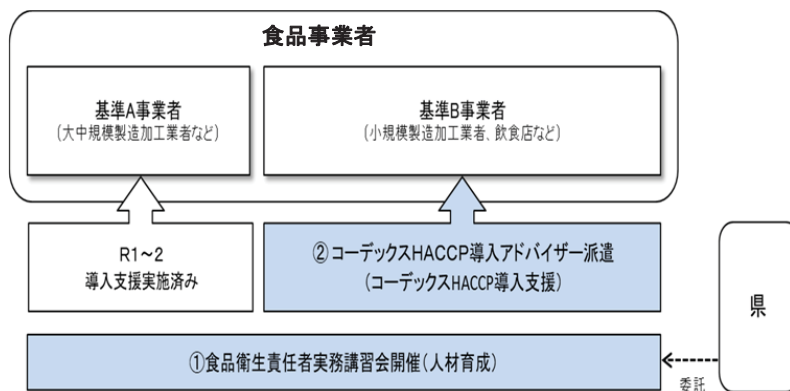 食品事業者
基準A事業者
(大中規模製造加工業者など)
基準B事業者
(小規模製造加工業者、飲食店など)
R1～2
導入支援実施済み
②コーデックスHACCP導入アドバイザー派遣
(コーデックスHACCP導入支援)
県
①食品衛生責任者実務講習会開催(人材育成)
委託